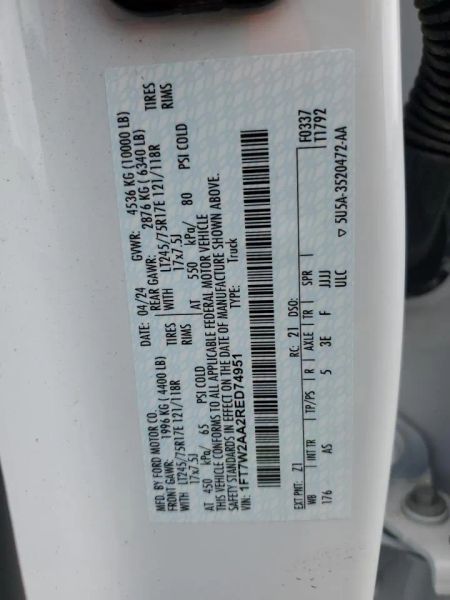 MFD. BY FORD MOTOR CO. DATE: 04/24 GVWR: 4536 KG (10000 LB)
FRONT GAWR: 1996 KG ( 4400 LB) REAR GAWR: 2876 KG ( 6340 LB)
WITH LT245/75R17E 121/118R TIRES WITH LT245/75R17E 121/118R TIRES
17x7.5J RIMS 17x7.5J RIMS
AT 450 kPa/ 65 PSI COLD AT 550 kPa/ 80 PSI COLD
THIS VEHICLE CONFORMS TO ALL APPLICABLE FEDERAL MOTOR VEHICLE
SAFETY STANDARDS IN EFFECT ON THE DATE OF MANUFACTURE SHOWN ABOVE.
VIN: 1FT7W2AA2RED74951 TYPE: Truck
F0337
T1792
EXT PNT: Z1 RC: 21 DSO:
WB INT TR TP/PS R AXLE TR SPR
176 AS 5 3E F JJJJ
ULC ▽ 5U5A-3520472-AA